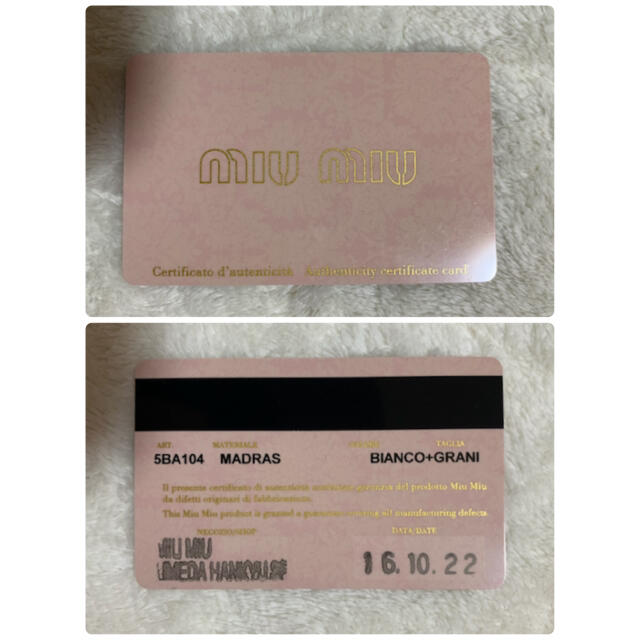 miu miu
Certificato d'autenticità Authenticity certificate card
ART. MATERIALE TAGLIA
5BA104 MADRAS BIANCO+GRANI
Il presente certificato di autenticità garanzia del prodotto Miu Miu
da difetti originari di fabbricazione.
This Miu Miu product is granted a guarantee covering all manufacturing defects.
NEGOZIO/SHOP DATA/DATE
MIU MIU
UMEDA HANKYU 16.10.22